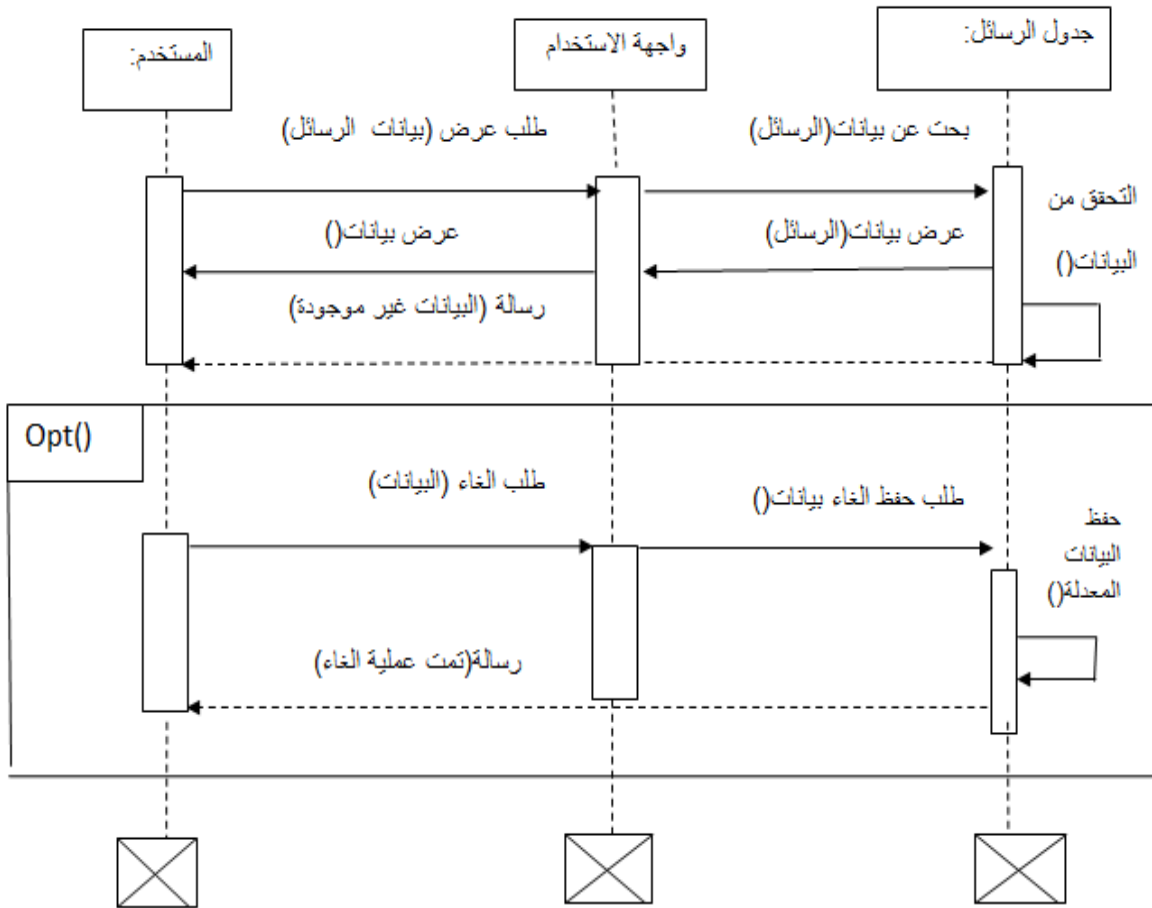 المستخدم:
واجهة الاستخدام
جدول الرسائل:
طلب عرض (بيانات الرسائل)
بحت عن بيانات(الرسائل)
التحقق من
البيانات()
عرض بيانات()
عرض بيانات(الرسائل)
رسالة (البيانات غير موجودة)
Opt()
طلب الغاء (البيانات)
طلب حفظ الغاء بيانات()
حفظ
البيانات
المعدلة()
رسالة(تمت عملية الغاء)